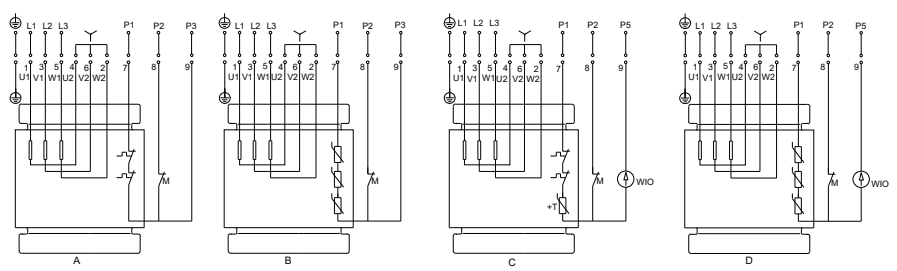 L1 L2 L3 P1 P2 P3
1 3 5 4 6 2 7 8 9
U1 V1 W1 U2 V2 W2
M
A
L1 L2 L3 P1 P2 P3
1 3 5 4 6 2 7 8 9
U1 V1 W1 U2 V2 W2
M
B
L1 L2 L3 P1 P2 P5
1 3 5 4 6 2 7 8 9
U1 V1 W1 U2 V2 W2
+T
M
WIO
C
L1 L2 L3 P1 P2 P5
1 3 5 4 6 2 7 8 9
U1 V1 W1 U2 V2 W2
M
WIO
D